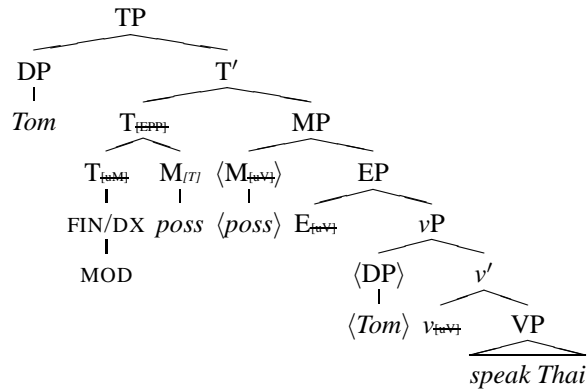 TP
DP T′
Tom T[EPP] MP
T[uM] M[T] ⟨M[uV]⟩ EP
FIN/DX poss ⟨poss⟩ E[uV] vP
MOD ⟨DP⟩ v′
⟨Tom⟩ v[uV] VP
speak Thai